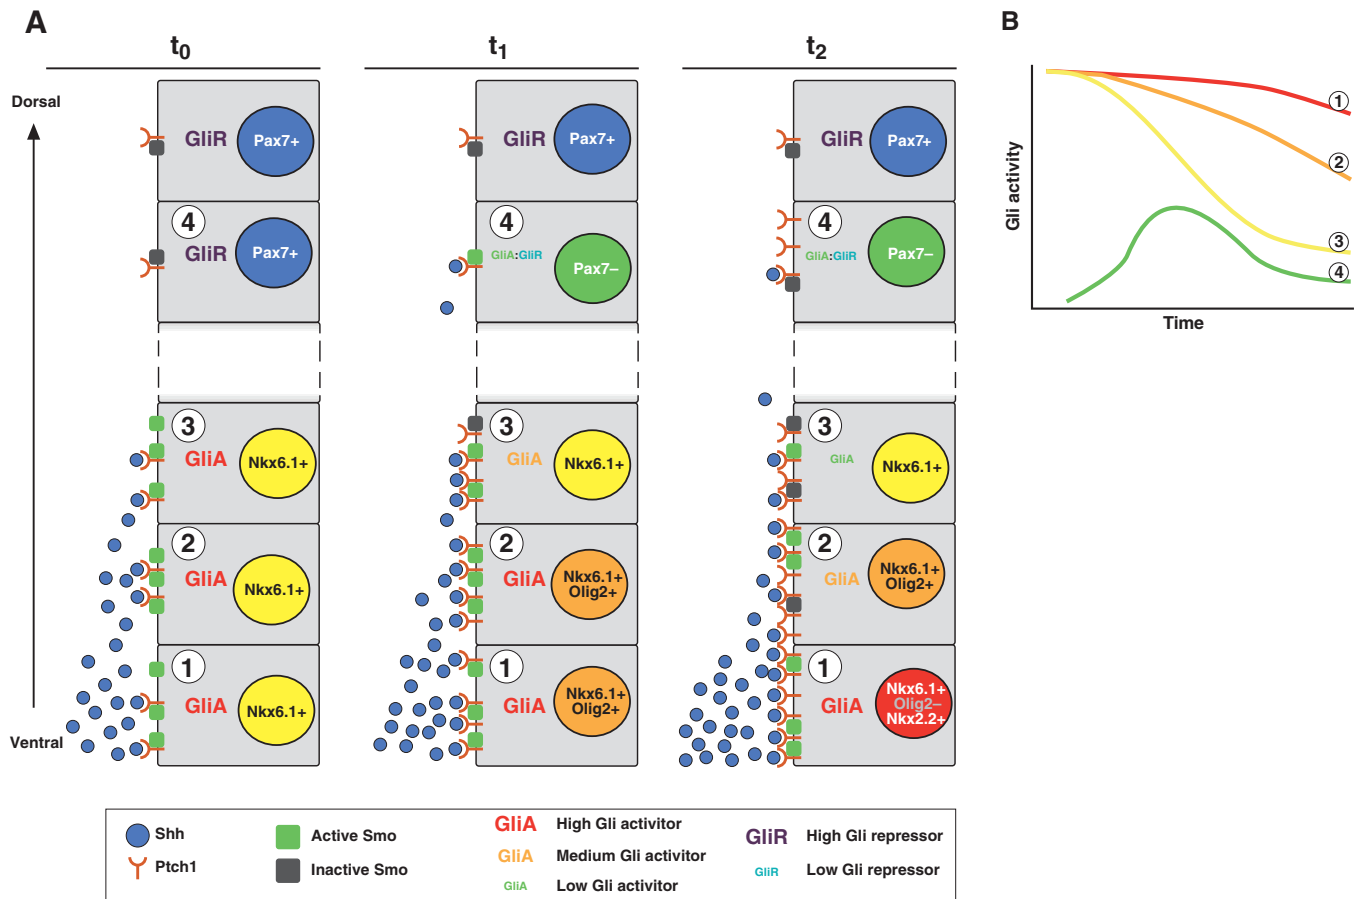 A
B
t0
t1
t2
Dorsal
Ventral
GliR
Pax7+
GliR
Pax7+
GliR
Pax7+
4
GliR
Pax7+
4
GliA:GliR
Pax7–
4
GliA:GliR
Pax7–
3
GliA
Nkx6.1+
3
GliA
Nkx6.1+
3
GliA
Nkx6.1+
2
GliA
Nkx6.1+
2
GliA
Nkx6.1+
Olig2+
2
GliA
Nkx6.1+
Olig2+
1
GliA
Nkx6.1+
1
GliA
Nkx6.1+
Olig2+
1
GliA
Nkx6.1+
Olig2–
Nkx2.2+
Gli activity
Time
1
2
3
4
Shh
Ptch1
Active Smo
Inactive Smo
GliA High Gli activitor
GliA Medium Gli activitor
GliA Low Gli activitor
GliR High Gli repressor
GliR Low Gli repressor